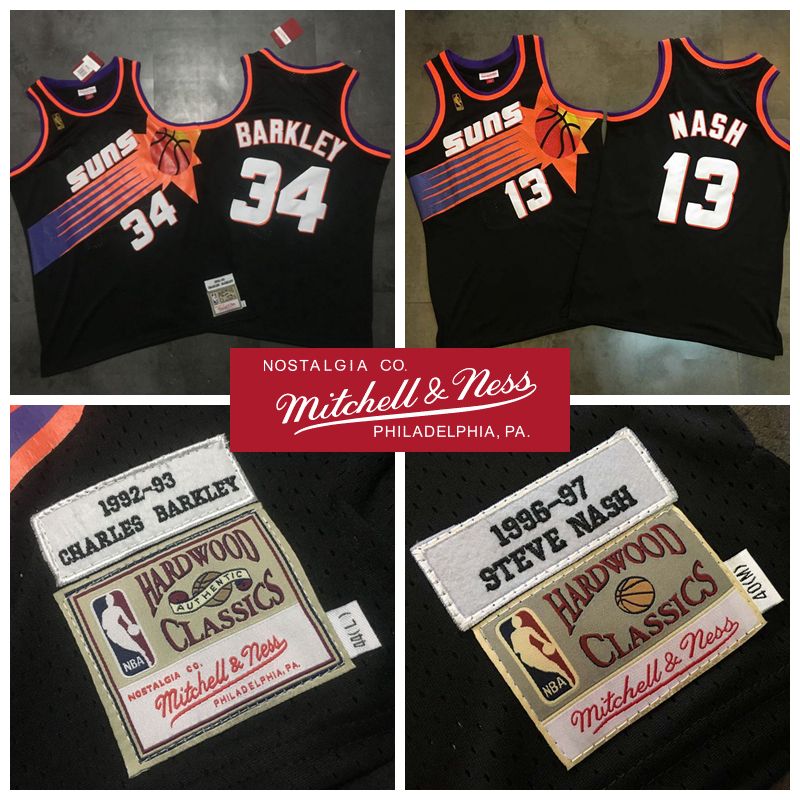 SUNS
34
BARKLEY
34
SUNS
13
NASH
13
NOSTALGIA CO.
Mitchell & Ness
PHILADELPHIA, PA.
1992-93
CHARLES BARKLEY
HARDWOOD
AUTHENTIC
CLASSICS
NBA
NOSTALGIA CO.
Mitchell & Ness
PHILADELPHIA, PA.
44(L)
1996-97
STEVE NASH
HARDWOOD
CLASSICS
NBA
Mitchell & Ness
40(M)